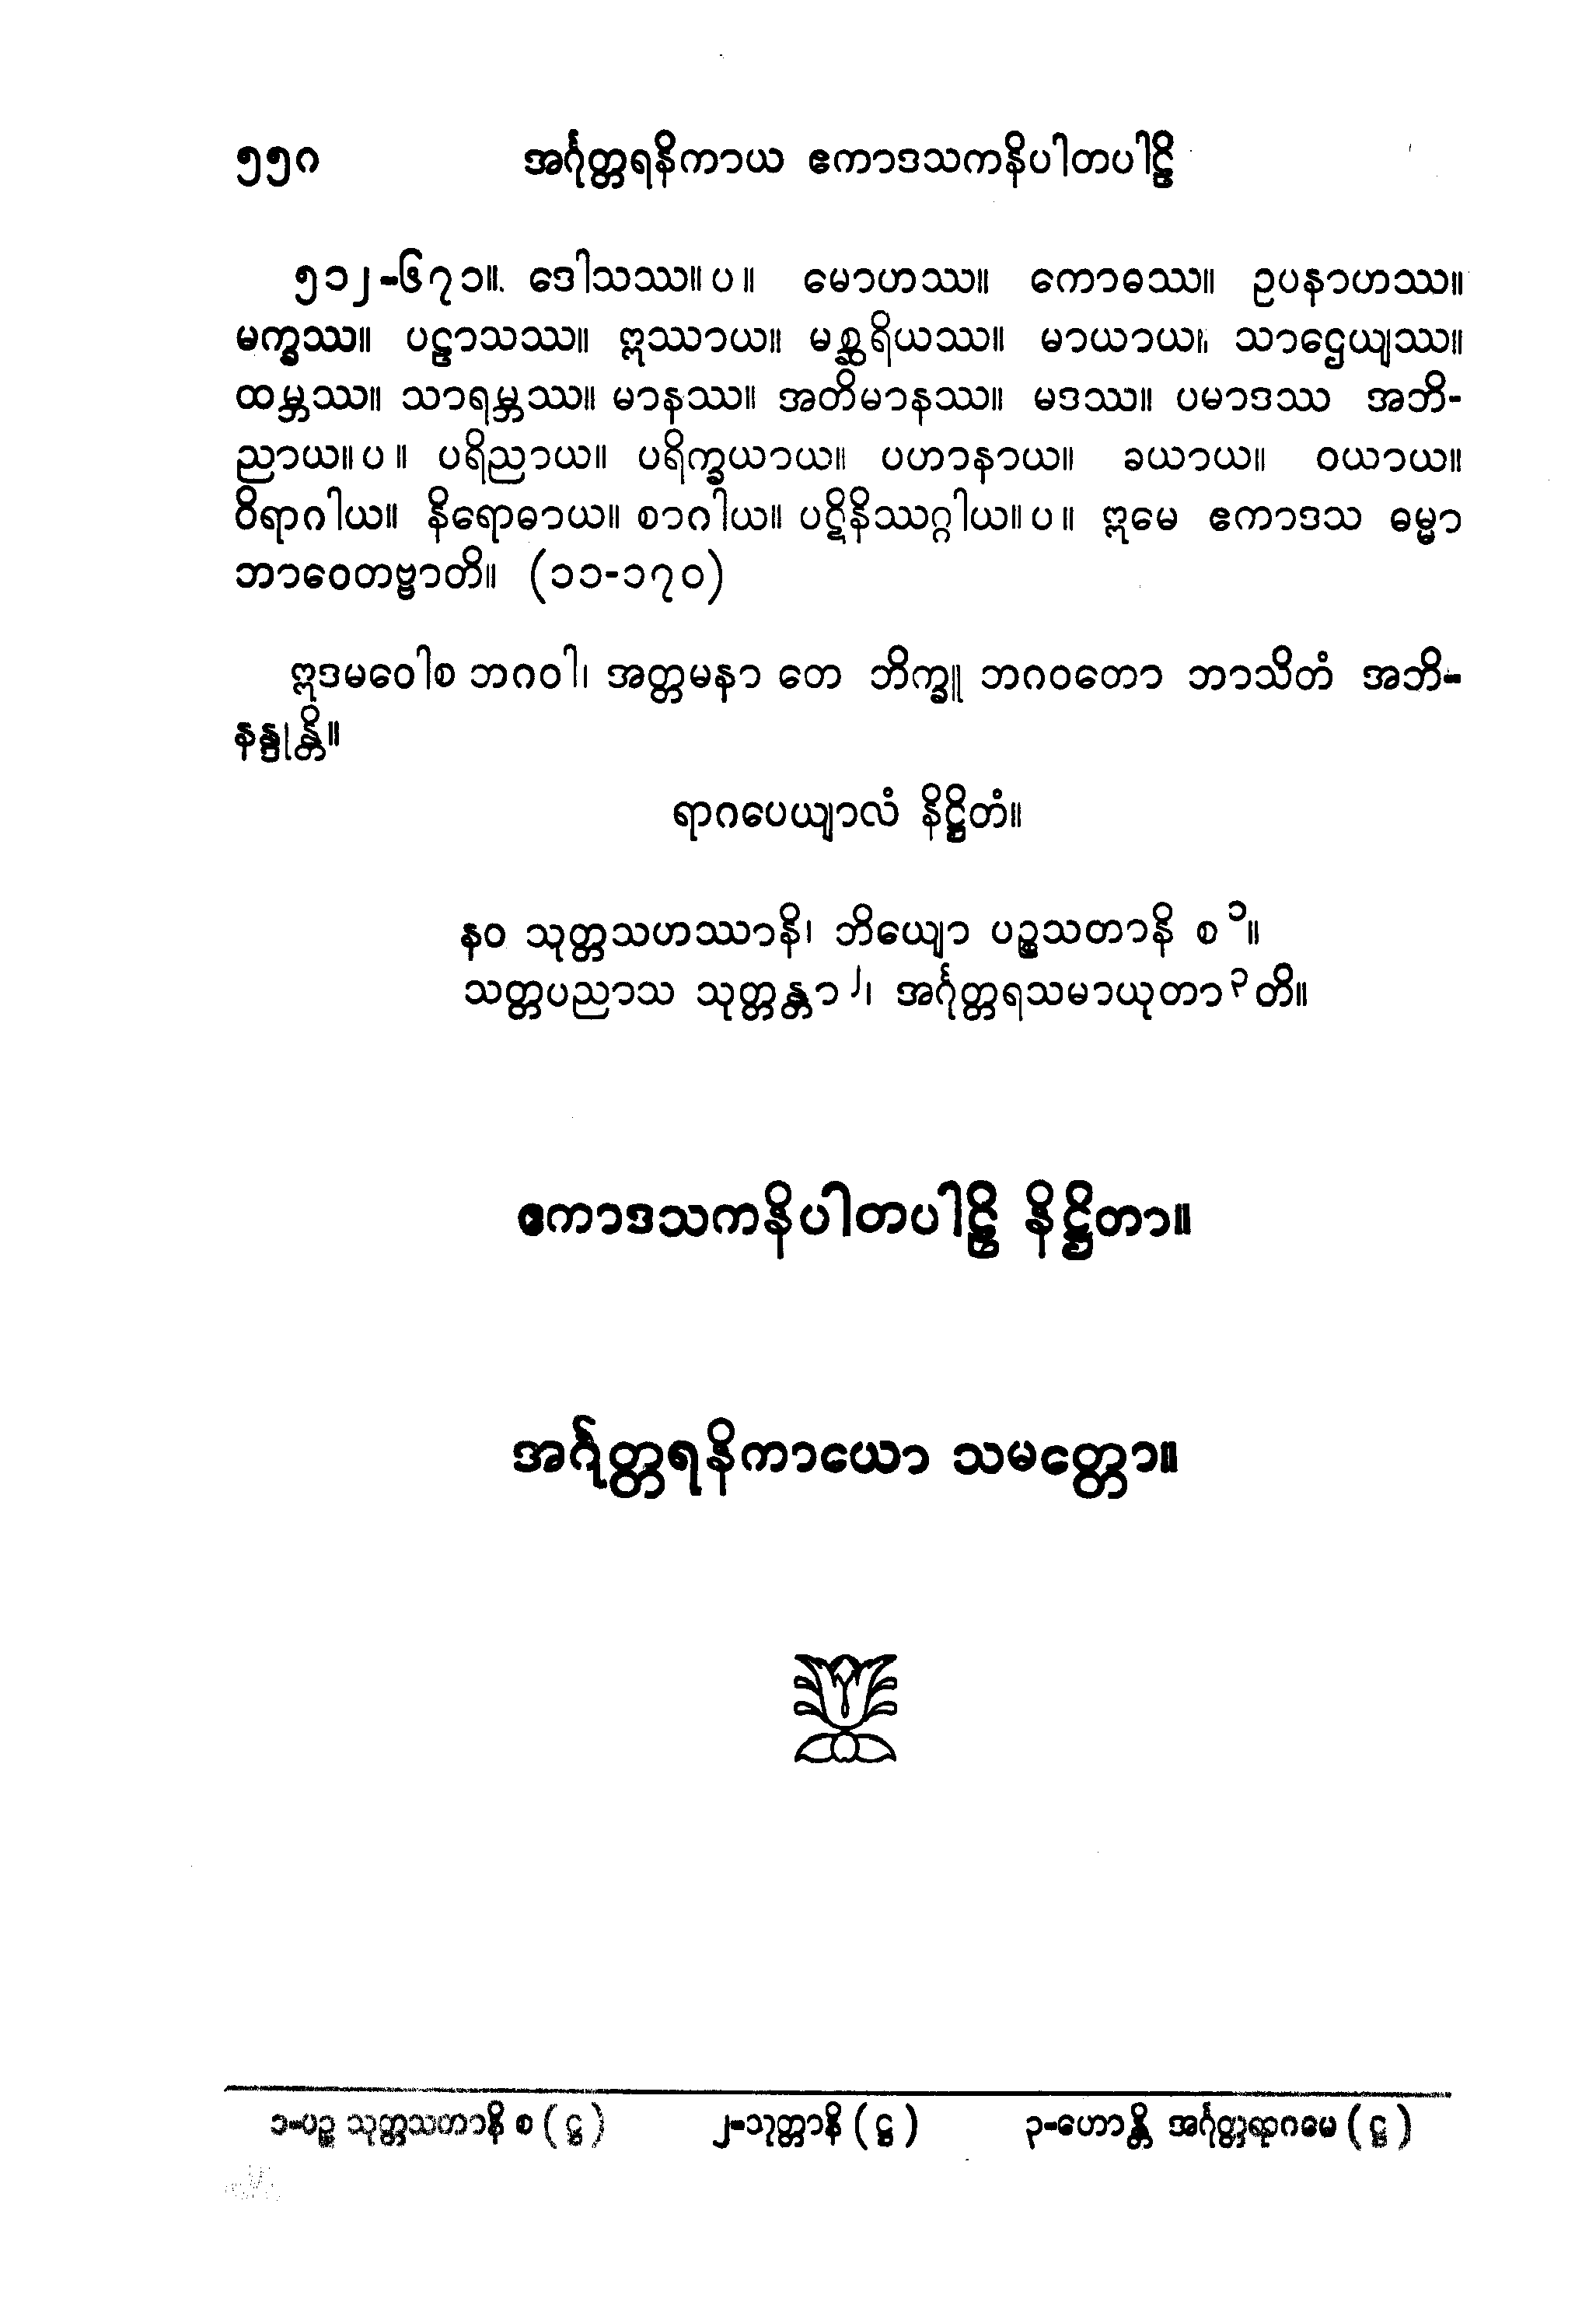 ၅၅၈ အင်္ဂုတ္တရနိကာယ ဧကာဒသကနိပါတပါဠိ
၅၁၂-၆၇၁။ ဒေါသဿ။ပ။ မောဟဿ။ ကောဓဿ။ ဥပနာဟဿ။
မက္ခဿ။ ပဠာသဿ။ ဣဿာယ။ မစ္ဆရိယဿ။ မာယာယ။ သာဌေယျဿ။
ထမ္ဘဿ။ သာရမ္ဘဿ။ မာနဿ။ အတိမာနဿ။ မဒဿ။ ပမာဒဿ အဘိ-
ညာယ။ပ။ ပရိညာယ။ ပရိက္ခယာယ။ ပဟာနာယ။ ခယာယ။ ဝယာယ။
ဝိရာဂါယ။ နိရောဓာယ။ စာဂါယ။ ပဋိနိဿဂ္ဂါယ။ပ။ ဣမေ ဧကာဒသ ဓမ္မာ
ဘာဝေတဗ္ဗာတိ။ (၁၁-၁၇၀)
ဣဒမဝေါစ ဘဂဝါ၊ အတ္တမနာ တေ ဘိက္ခူ ဘဂဝတော ဘာသိတံ အဘိ-
နန္ဒုန္တိ။
ရာဂပေယျာလံ နိဋ္ဌိတံ။
နဝ သုတ္တသဟဿာနိ၊ ဘိယျော ပဉ္စသတာနိ စ၁။
သတ္တပညာသ သုတ္တန္တာ၂၊ အင်္ဂုတ္တရသမာယုတာ၃တိ။
ဧကာဒသကနိပါတပါဠိ နိဋ္ဌိတာ။
အင်္ဂုတ္တရနိကာယော သမတ္တော။
၁-ပဉ္စ သုတ္တသတာနိ စ (ဋ္ဌ) ၂-သုတ္တာနိ (ဋ္ဌ) ၃-ဟောန္တိ အင်္ဂုတ္တရာဂမေ (ဋ္ဌ)